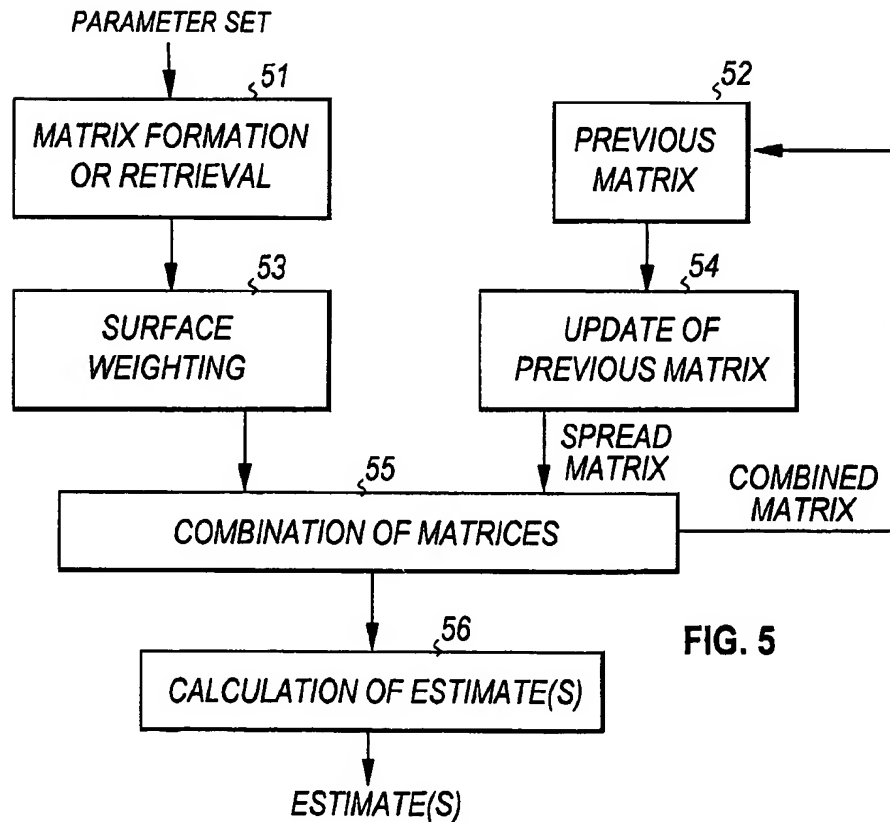 PARAMETER SET
51
MATRIX FORMATION
OR RETRIEVAL
52
PREVIOUS
MATRIX
53
SURFACE
WEIGHTING
54
UPDATE OF
PREVIOUS MATRIX
SPREAD
MATRIX
COMBINED
MATRIX
55
COMBINATION OF MATRICES
56
CALCULATION OF ESTIMATE(S)
FIG. 5
ESTIMATE(S)